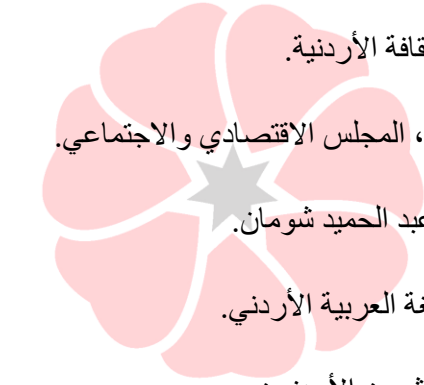 قافة الأردنية.
، المجلس الاقتصادي والاجتماعي.
عبد الحميد شومان.
غة العربية الأردني.